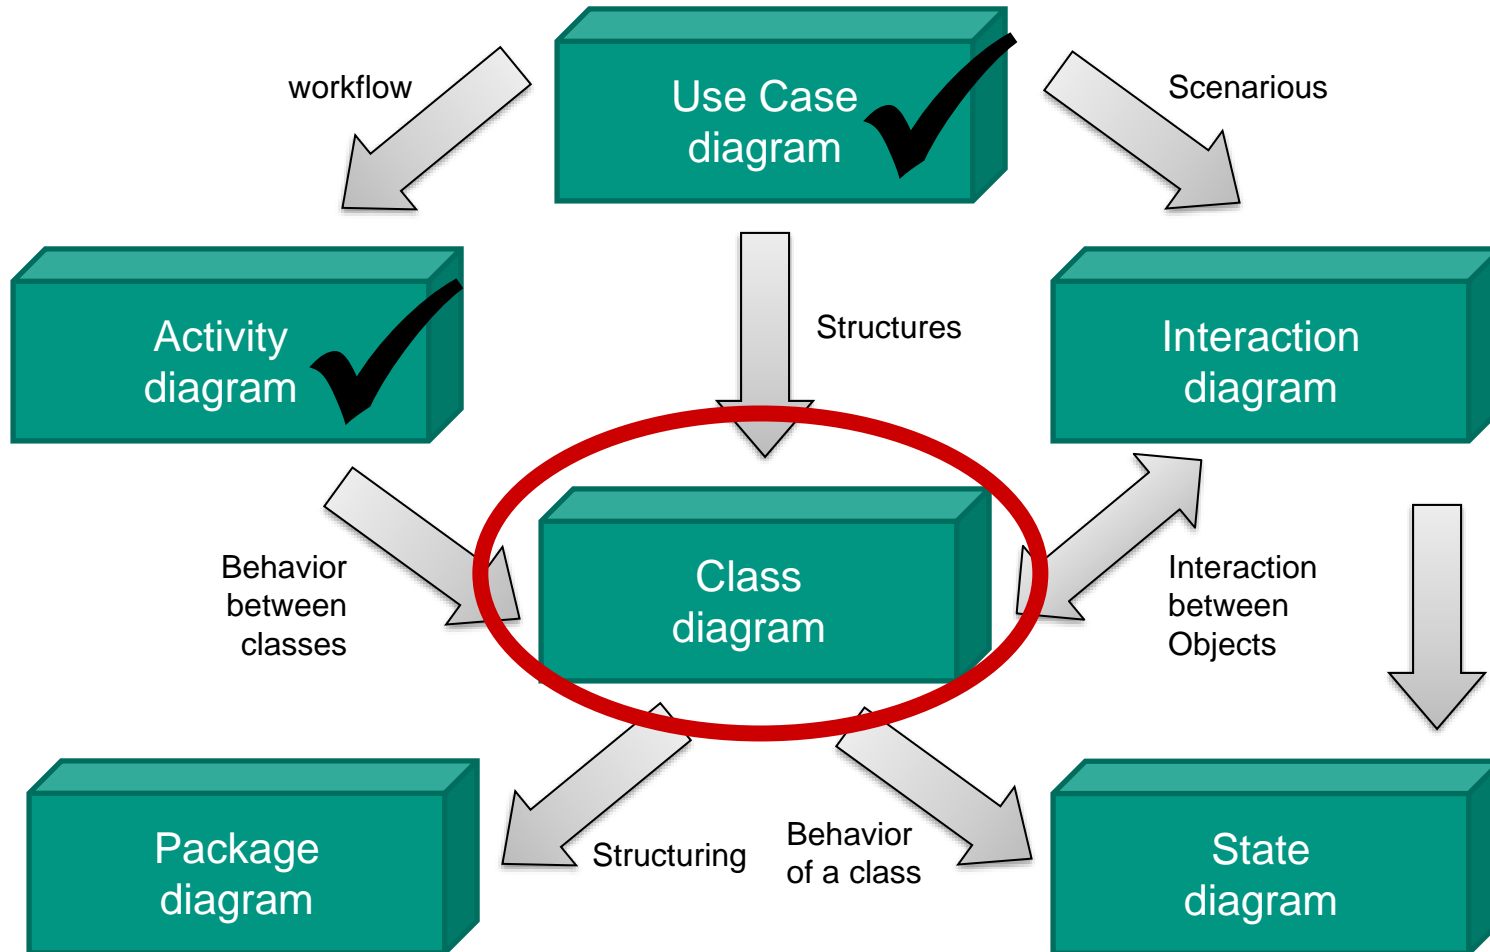 workflow
Use Case
diagram
Scenarious
Activity
diagram
Structures
Interaction
diagram
Behavior
between
classes
Class
diagram
Interaction
between
Objects
Package
diagram
Structuring
Behavior
of a class
State
diagram